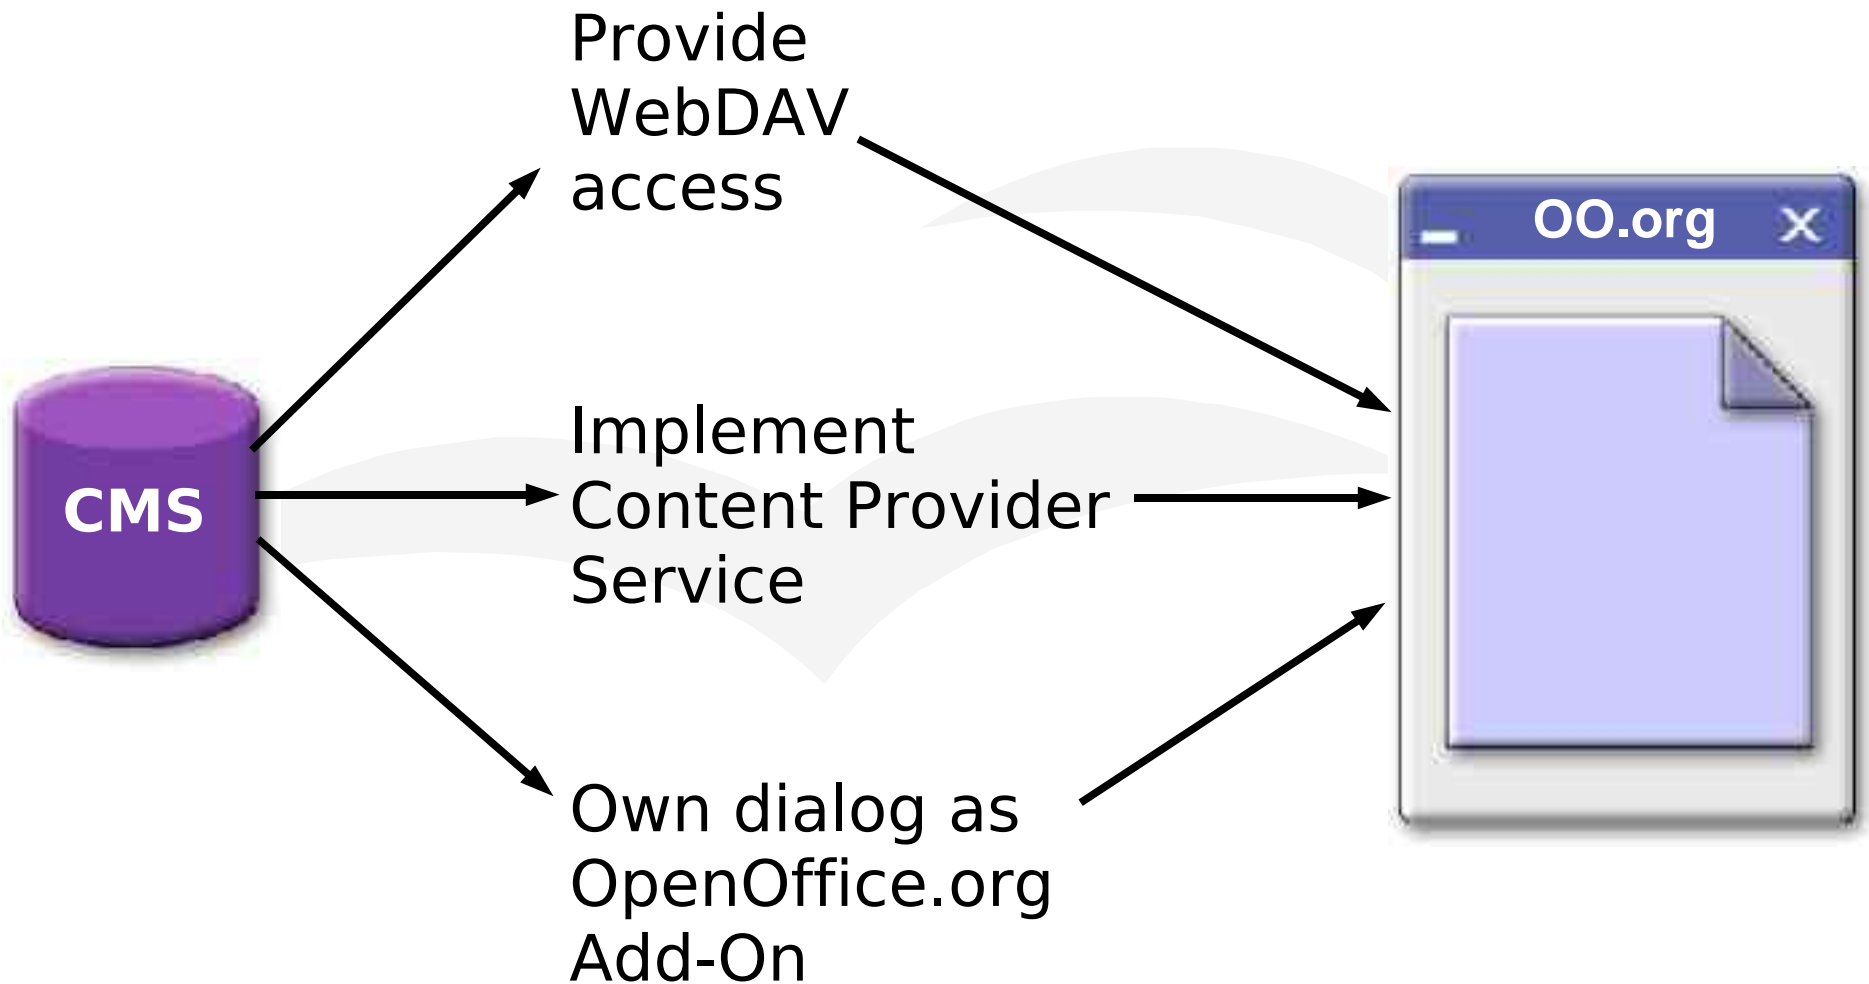 Provide
WebDAV
access
OO.org
CMS
Implement
Content Provider
Service
Own dialog as
OpenOffice.org
Add-On